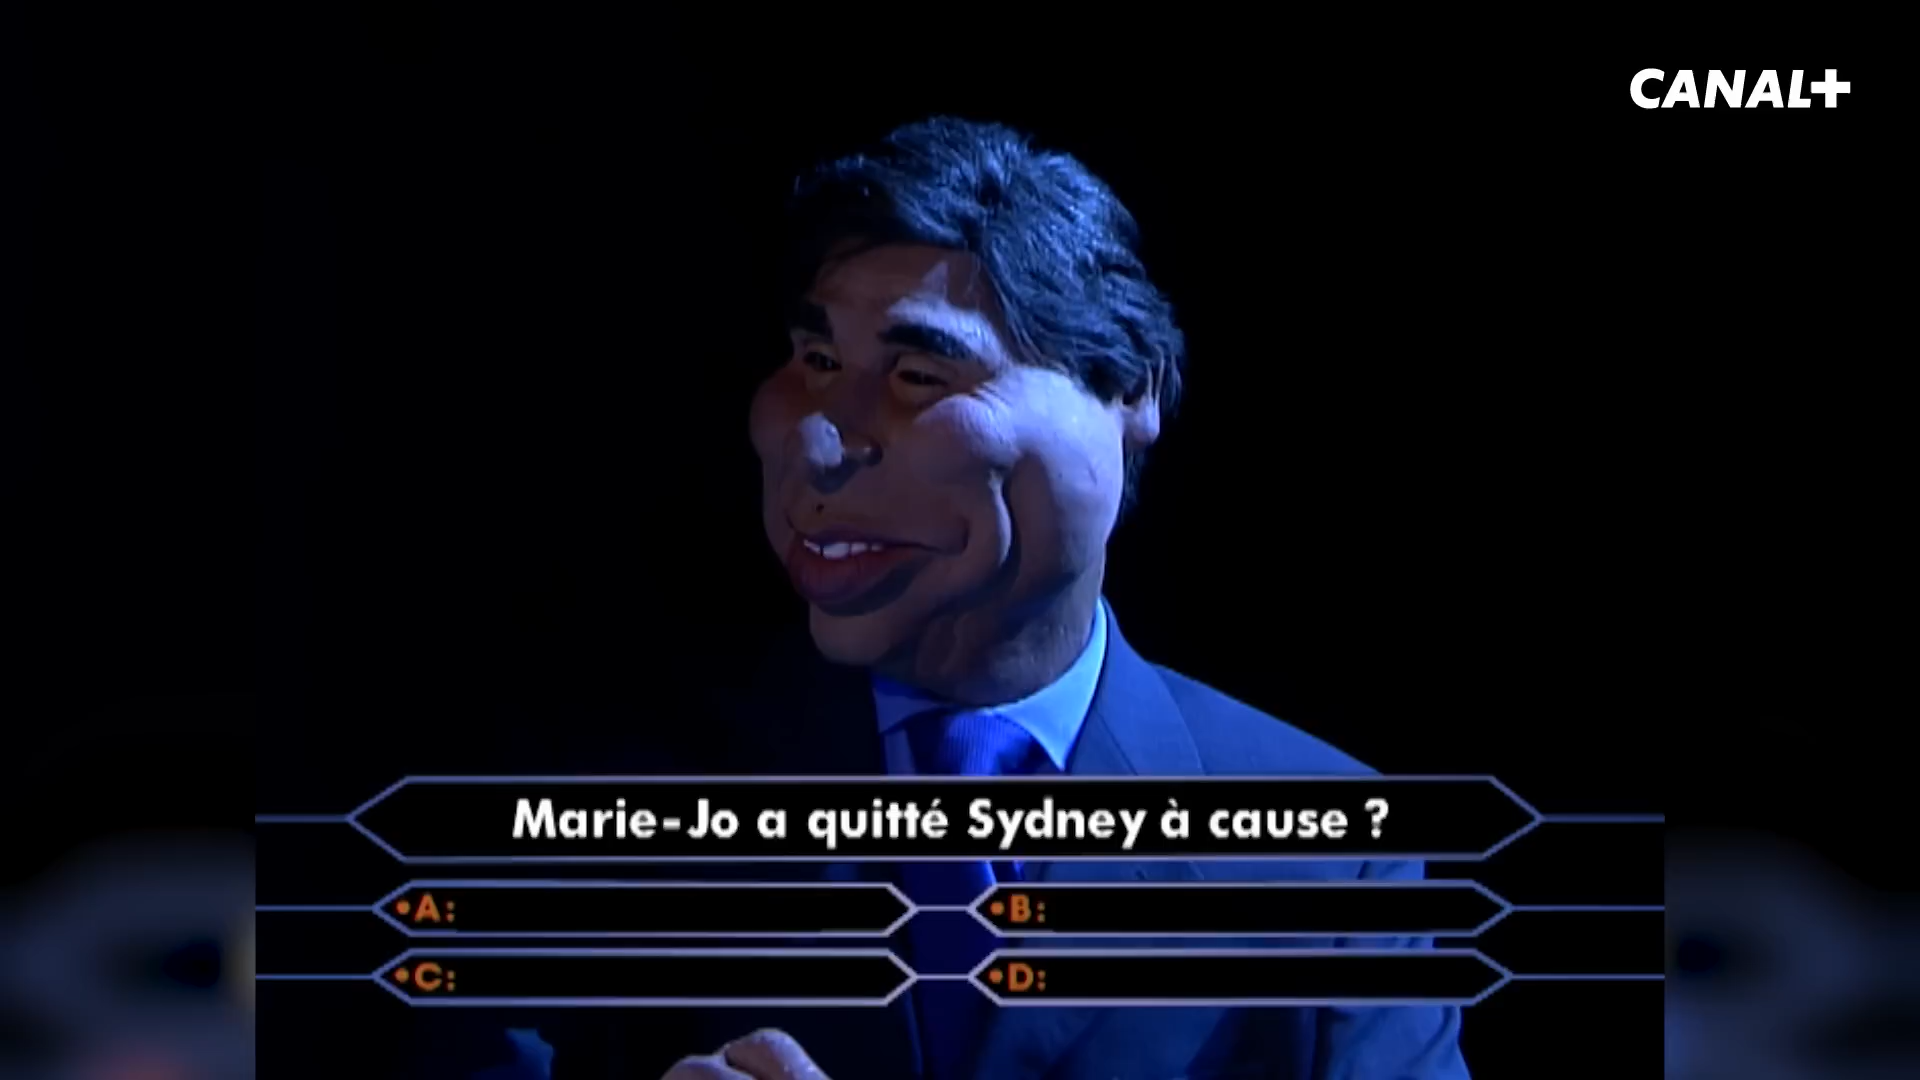 CANAL+
Marie-Jo a quitté Sydney à cause ?
•A:
•B:
•C:
•D: